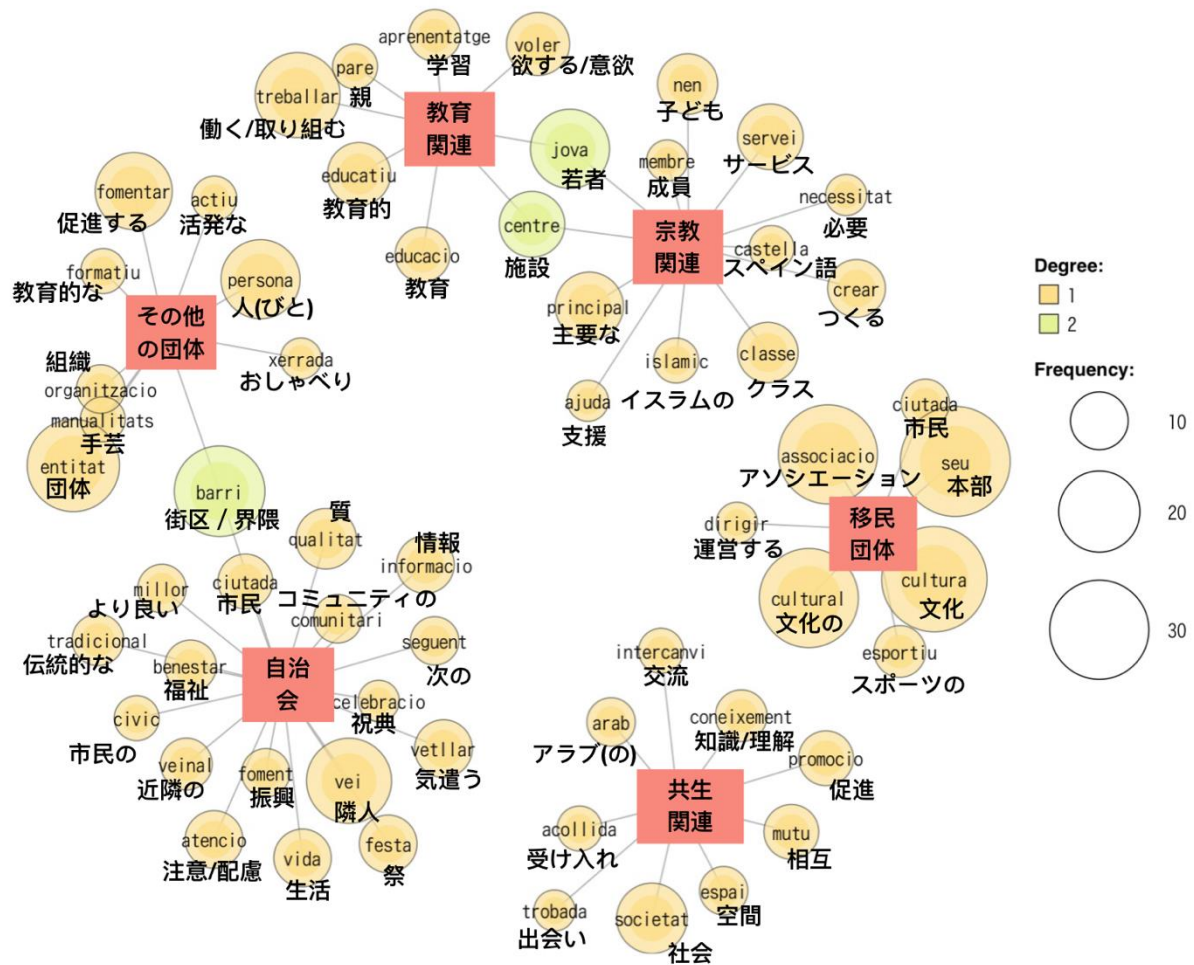 aprenentatge
学習
voler
欲する/意欲
pare
親
treballar
働く/取り組む
教育
関連
nen
子ども
servei
サービス
jova
若者
membre
成員
educatiu
教育的
necessitat
必要
centre
施設
宗教
関連
castella
スペイン語
educacio
教育
crear
つくる
principal
主要な
islamic
イスラムの
classe
クラス
ajuda
支援
fomentar
促進する
actiu
活発な
formatiu
教育的な
persona
人(びと)
その他
の団体
xerrada
おしゃべり
組織
organitzacio
manualitats
手芸
entitat
団体
barri
街区 / 界隈
Degree:
1
2
Frequency:
10
20
30
ciutada
市民
associacio
アソシエーション
seu
本部
dirigir
運営する
移民
団体
cultural
文化の
cultura
文化
esportiu
スポーツの
質
qualitat
情報
informacio
millor
より良い
ciutada
市民
コミュニティの
comunitari
tradicional
伝統的な
benestar
福祉
自治
会
seguent
次の
celebracio
祝典
civic
市民の
vetllar
気遣う
veinal
近隣の
foment
振興
vei
隣人
atencio
注意/配慮
vida
生活
festa
祭
intercanvi
交流
arab
アラブ(の)
coneixement
知識/理解
promocio
促進
共生
関連
acollida
受け入れ
mutu
相互
trobada
出会い
societat
社会
espai
空間